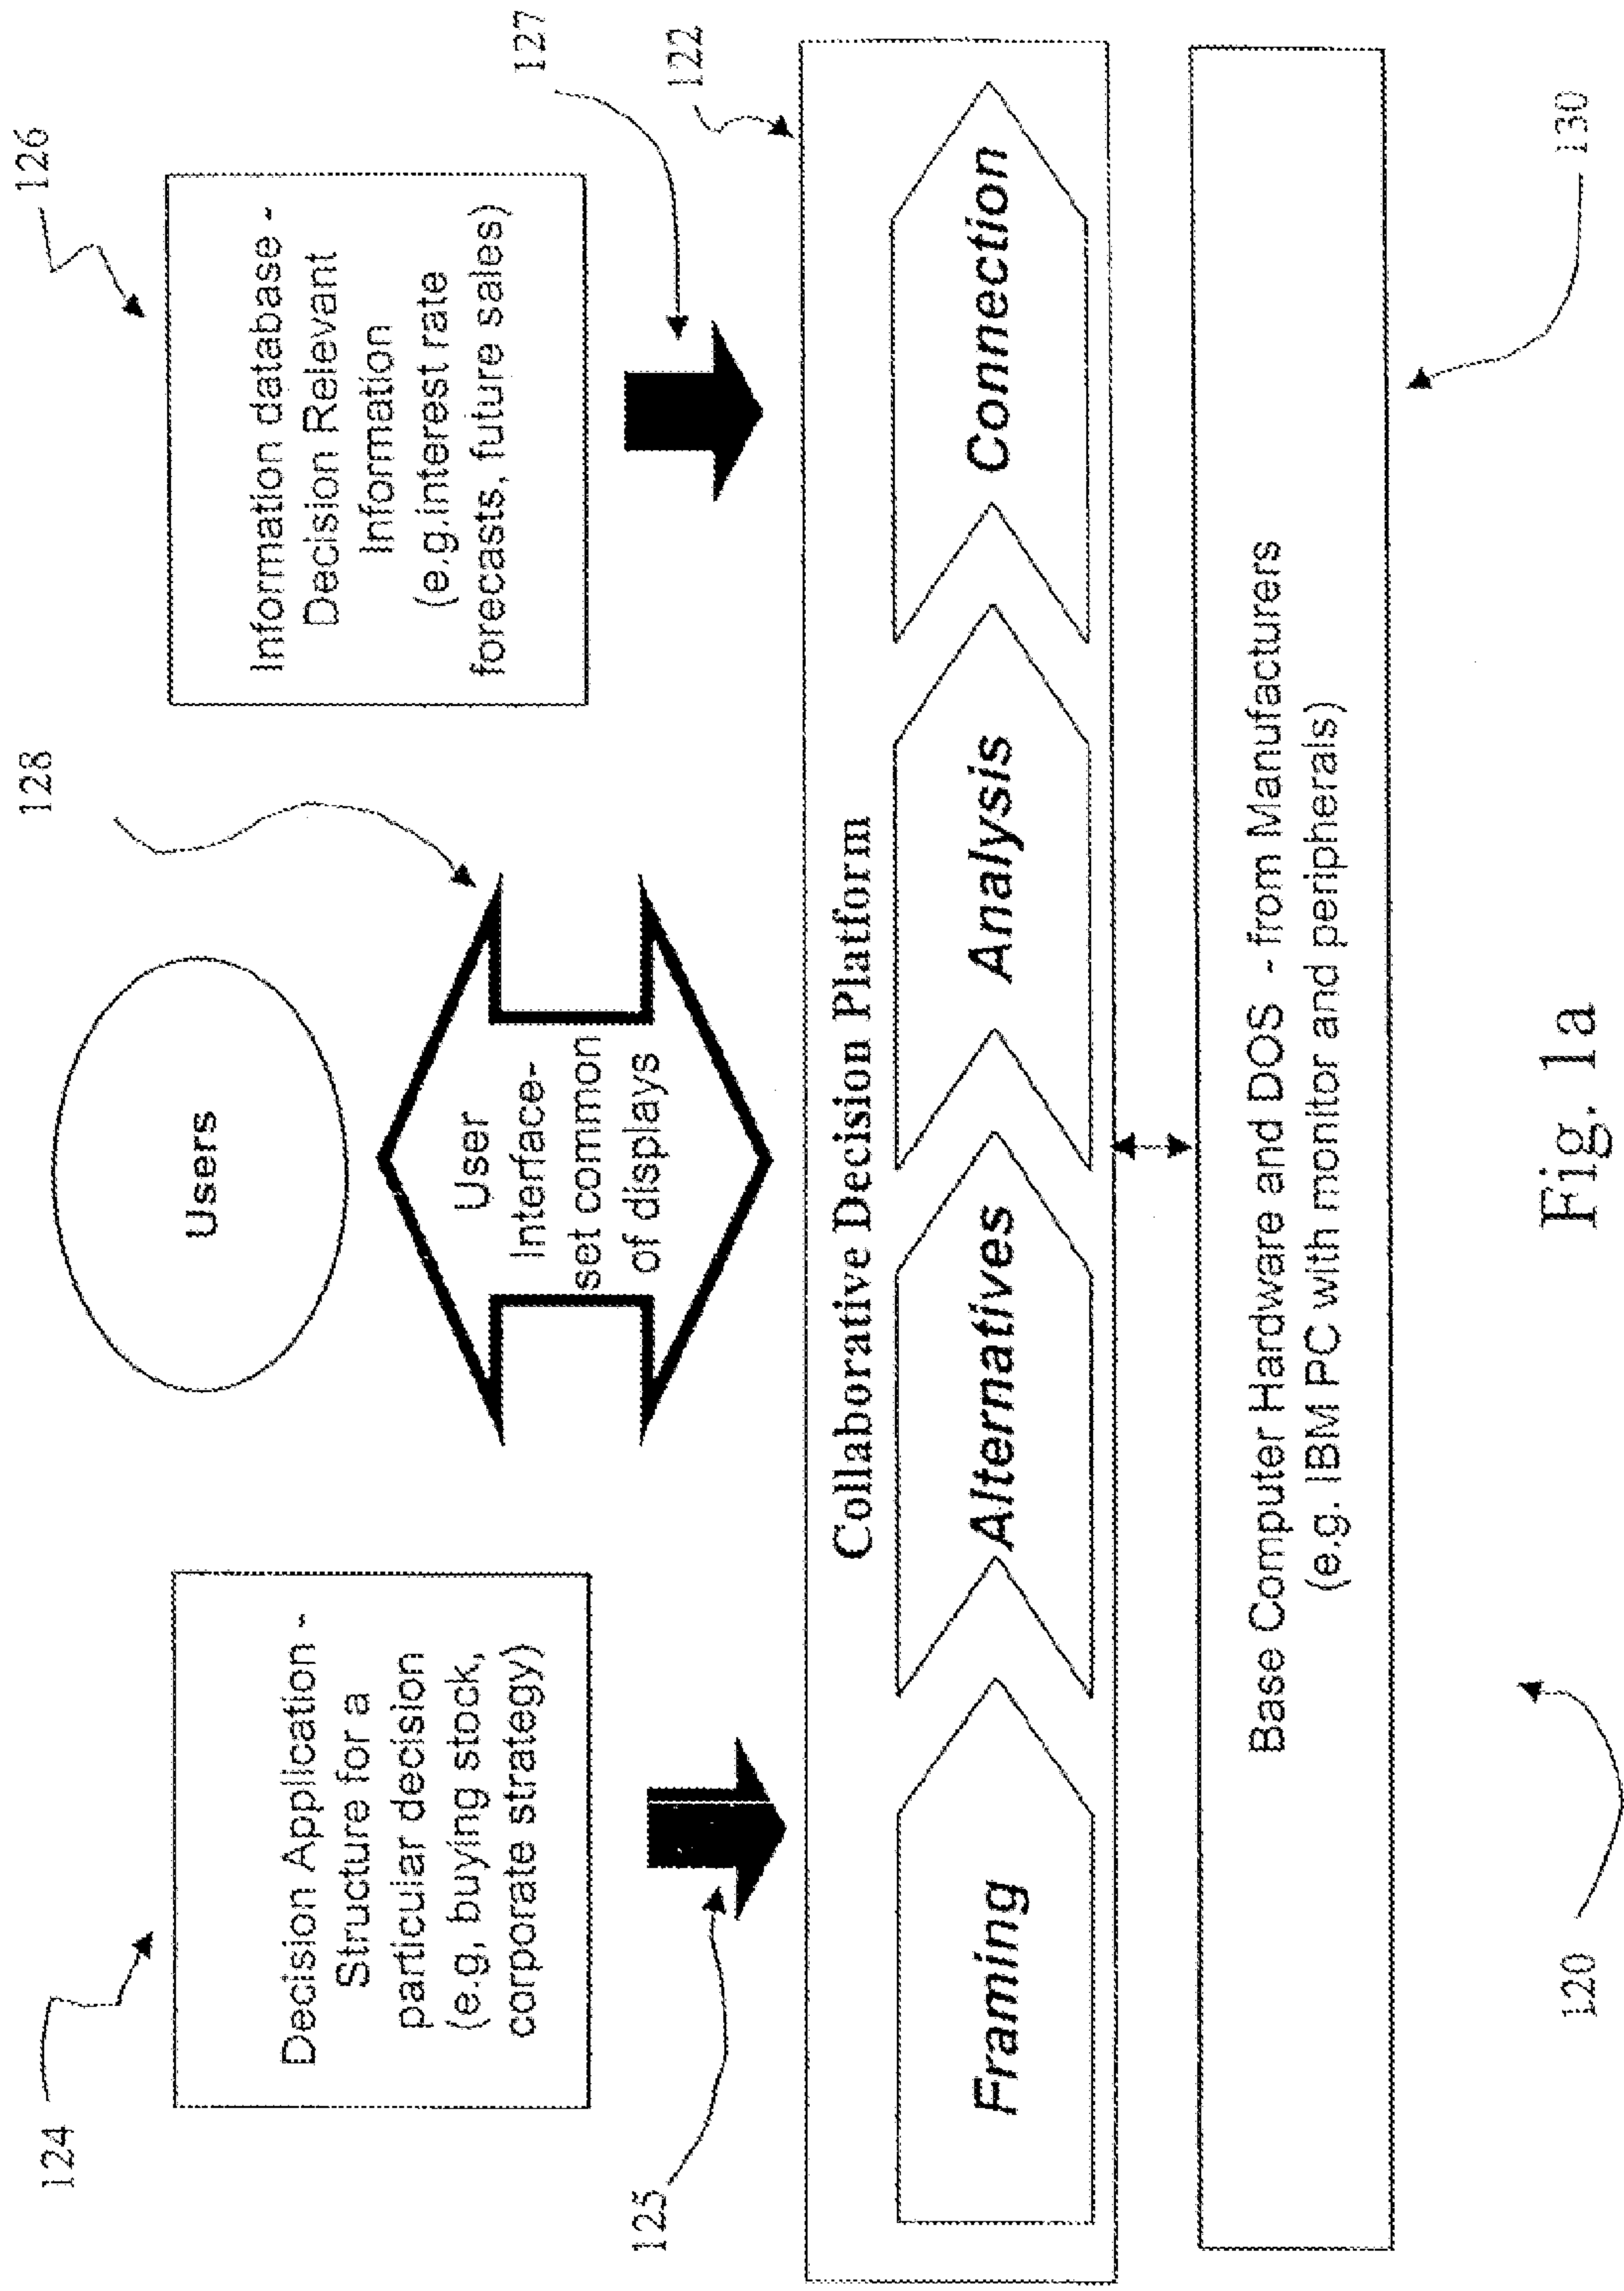 124
Decision Application -
Structure for a
particular decision
(e.g, buying stock,
corporate strategy)
125
Users
128
User
Interface-
set common
of displays
126
Information database -
Decision Relevant
Information
(e.g.interest rate
forecasts, future sales)
127
122
Collaborative Decision Platform
Framing
Alternatives
Analysis
Connection
Base Computer Hardware and DOS - from Manufacturers
(e.g. IBM PC with monitor and peripherals)
130
120
Fig. 1a